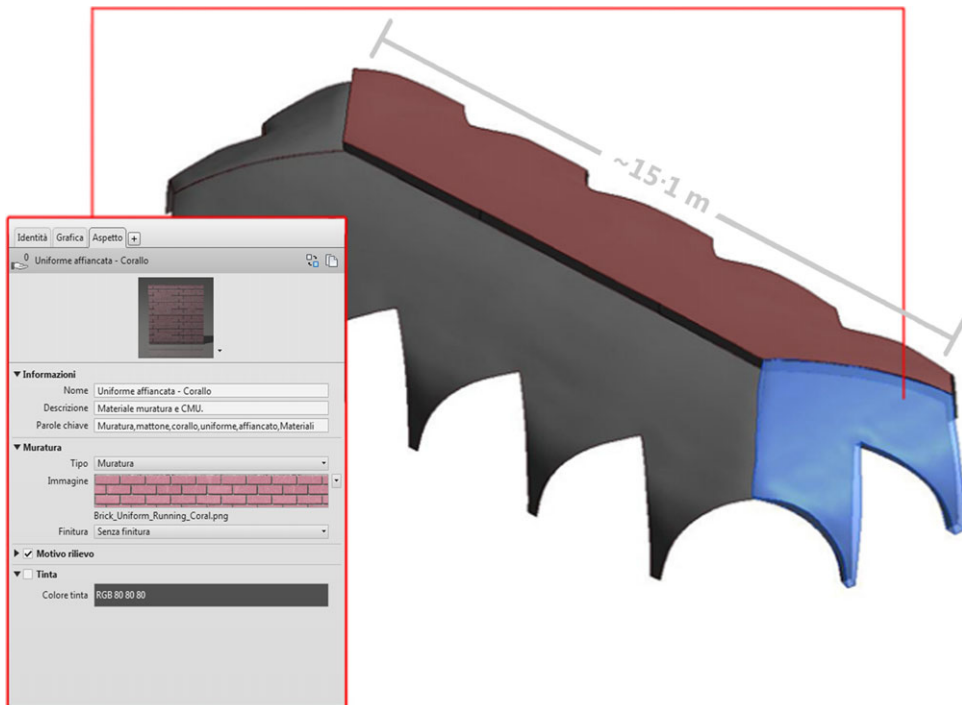 ~15·1 m
Identità Grafica Aspetto +
0
Uniforme affiancata - Corallo
Informazioni
Nome Uniforme affiancata - Corallo
Descrizione Materiale muratura e CMU.
Parole chiave Muratura,mattone,corallo,uniforme,affiancato,Materiali
Muratura
Tipo Muratura
Immagine
Brick_Uniform_Running_Coral.png
Finitura Senza finitura
Motivo rilievo
Tinta
Colore tinta RGB 80 80 80